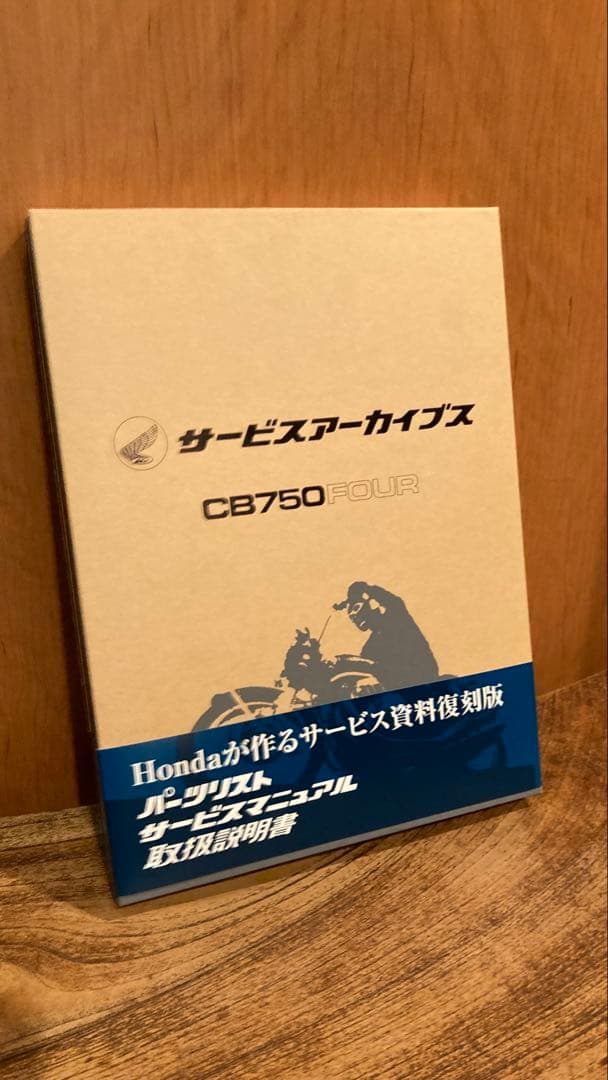 サービスアーカイブス
CB750FOUR
Hondaが作るサービス資料復刻版
パーツリスト
サービスマニュアル
取扱説明書